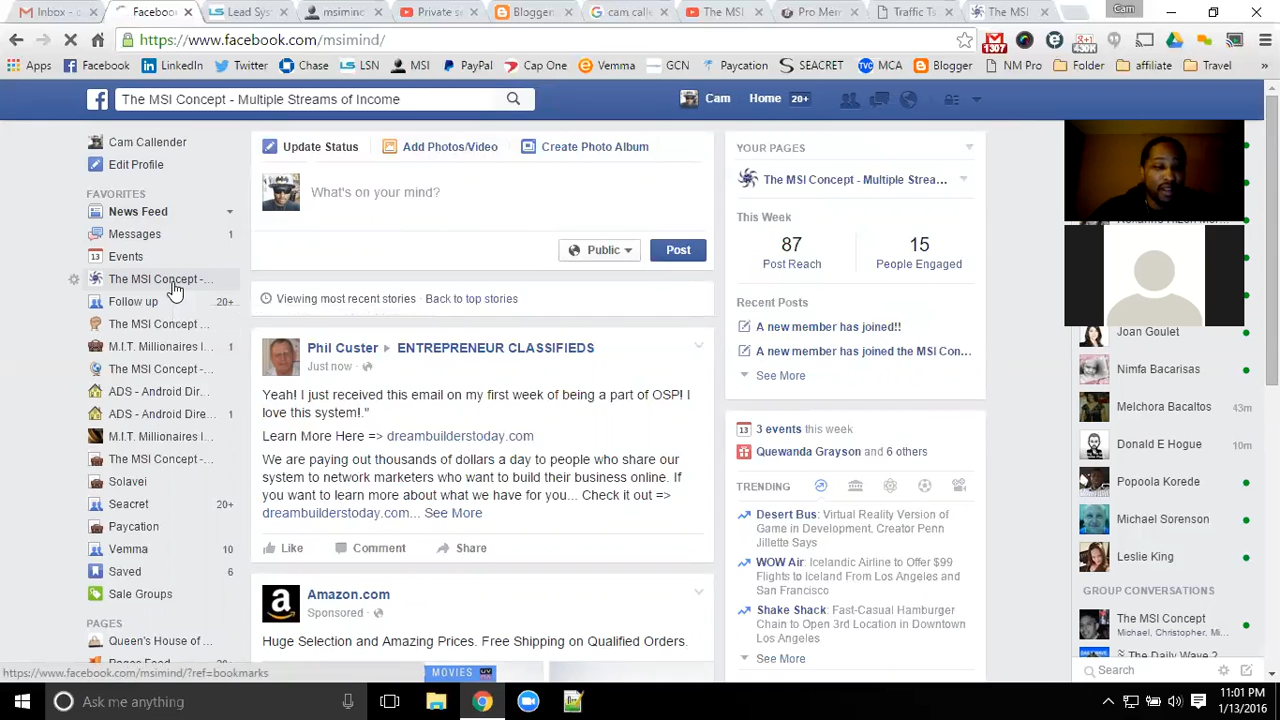 Inbox - o
Facebook
Lead Sys
msimind
Private s
Blogger:
cam calle
The MSI
Pro Mem
Traffic Ts
The MSI
Cam
https://www.facebook.com/msimind/
1307
430K
Apps
Facebook
LinkedIn
Twitter
Chase
LSN
MSI
PayPal
Cap One
Vemma
GCN
Paycation
SEACRET
MCA
Blogger
NM Pro
Folder
affiliate
Travel
The MSI Concept - Multiple Streams of Income
Cam
Home 20+
Cam Callender
Edit Profile
FAVORITES
News Feed
Messages 1
Events
The MSI Concept -...
Follow up 20+
The MSI Concept ...
M.I.T. Millionaires I... 1
The MSI Concept -...
ADS - Android Dir...
ADS - Android Dire... 1
M.I.T. Millionaires I...
The MSI Concept -...
Solavei
Seacret 20+
Paycation
Vemma 10
Saved 6
Sale Groups
PAGES
Queen's House of ...
Pages Feed 20+
Update Status
Add Photos/Video
Create Photo Album
What's on your mind?
Public
Post
Viewing most recent stories · Back to top stories
Phil Custer ▸ ENTREPRENEUR CLASSIFIEDS
Just now ·
Yeah! I just received this email on my first week of being a part of OSP! I
love this system!."
Learn More Here => dreambuilderstoday.com
We are paying out thousands of dollars a day to people who share our
system to network marketers who want to build their business online. If
you want to learn more about what we have for you... Check it out =>
dreambuilderstoday.com... See More
Like
Comment
Share
Amazon.com
Sponsored ·
Huge Selection and Amazing Prices. Free Shipping on Qualified Orders.
MOVIES
YOUR PAGES
The MSI Concept - Multiple Strea...
This Week
87
Post Reach
15
People Engaged
Recent Posts
A new member has joined!!
A new member has joined the MSI Con...
See More
3 events this week
Quewanda Grayson and 6 others
TRENDING
Desert Bus: Virtual Reality Version of
Game in Development, Creator Penn
Jillette Says
WOW Air: Icelandic Airline to Offer $99
Flights to Iceland From Los Angeles and
San Francisco
Shake Shack: Fast-Casual Hamburger
Chain to Open 3rd Location in Downtown
Los Angeles
See More
Joan Goulet
Nimfa Bacarisas
Melchora Bacaltos 43m
Donald E Hogue 10m
Popoola Korede
Michael Sorenson
Leslie King
GROUP CONVERSATIONS
The MSI Concept
Michael, Christopher, Mi...
The Daily Wave 2
Search
https://www.facebook.com/msimind/?ref=bookmarks
Ask me anything
11:01 PM
1/13/2016